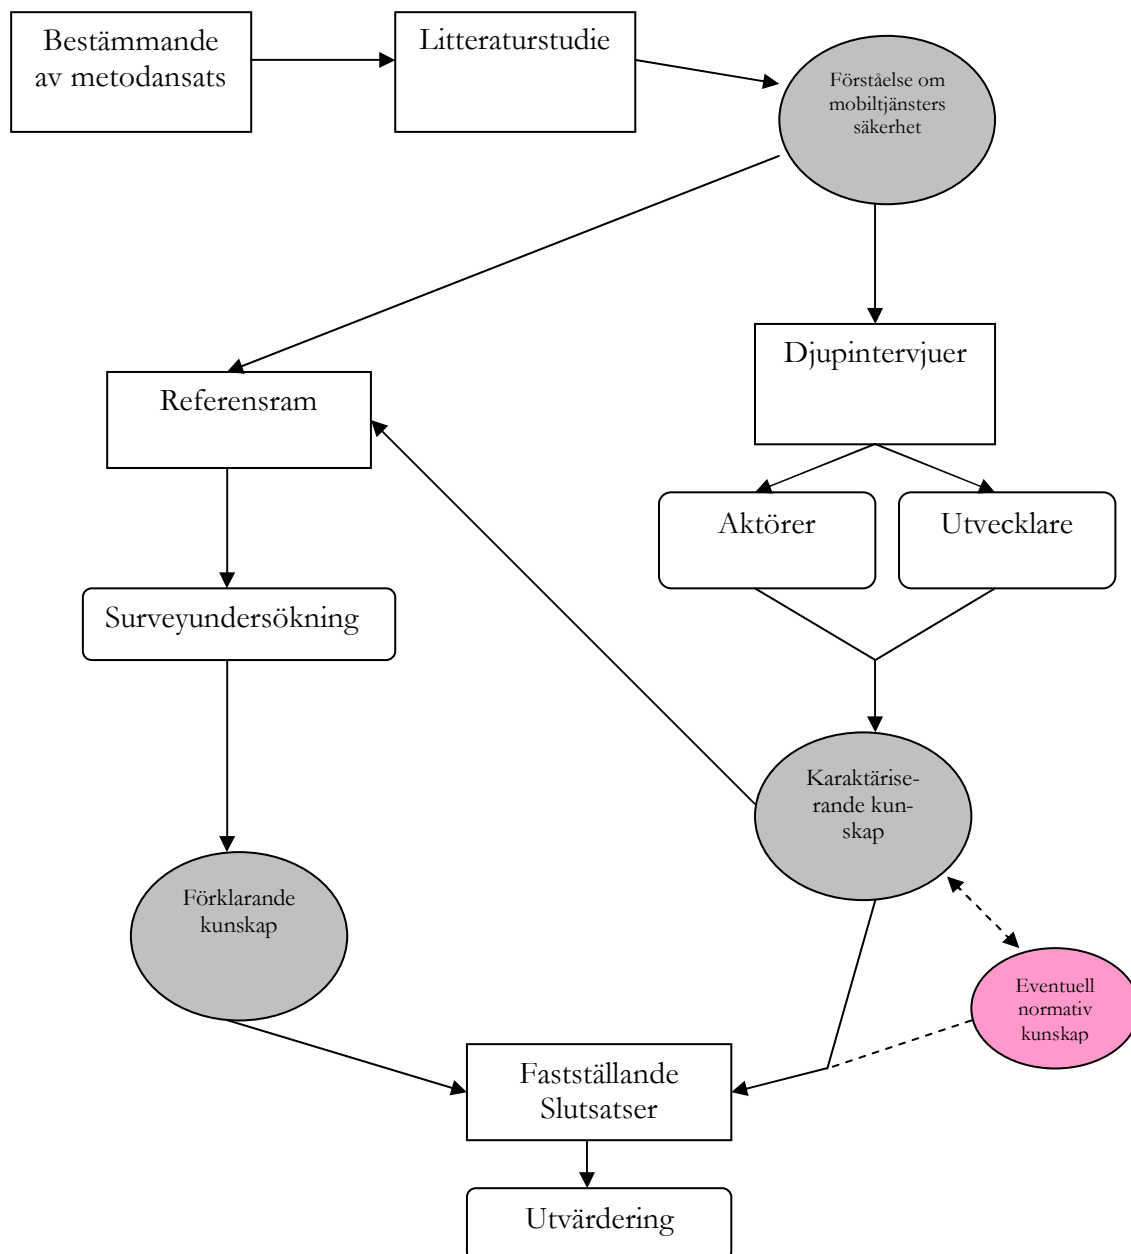 Bestämmande
av metodansats
Litteraturstudie
Förståelse om
mobiltjänsters
säkerhet
Djupintervjuer
Referensram
Aktörer
Utvecklare
Surveyundersökning
Karaktärise-
rande kun-
skap
Förklarande
kunskap
Eventuell
normativ
kunskap
Fastställande
Slutsatser
Utvärdering